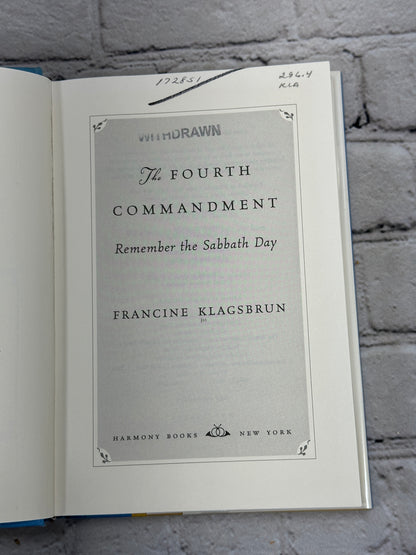 172851
296.4
KLA
WITHDRAWN
The FOURTH
COMMANDMENT
Remember the Sabbath Day
FRANCINE KLAGSBRUN
HARMONY BOOKS NEW YORK